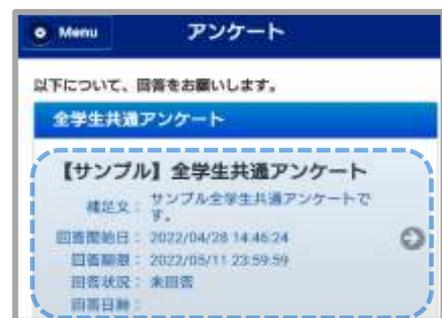 Menu
アンケート
以下について、回答をお願いします。
全学生共通アンケート
【サンプル】全学生共通アンケート
補足文： サンプル全学生共通アンケートで
す。
回答開始日： 2022/04/28 14:46:24
回答期限： 2022/05/11 23:59:59
回答状況： 未回答
回答日時：